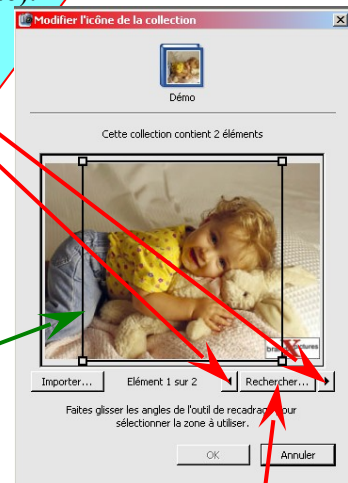 Modifier l'icône de la collection
Démo
Cette collection contient 2 éléments
Importer...
Elément 1 sur 2
Rechercher...
Faites glisser les angles de l'outil de recadrage pour
sélectionner la zone à utiliser.
OK
Annuler